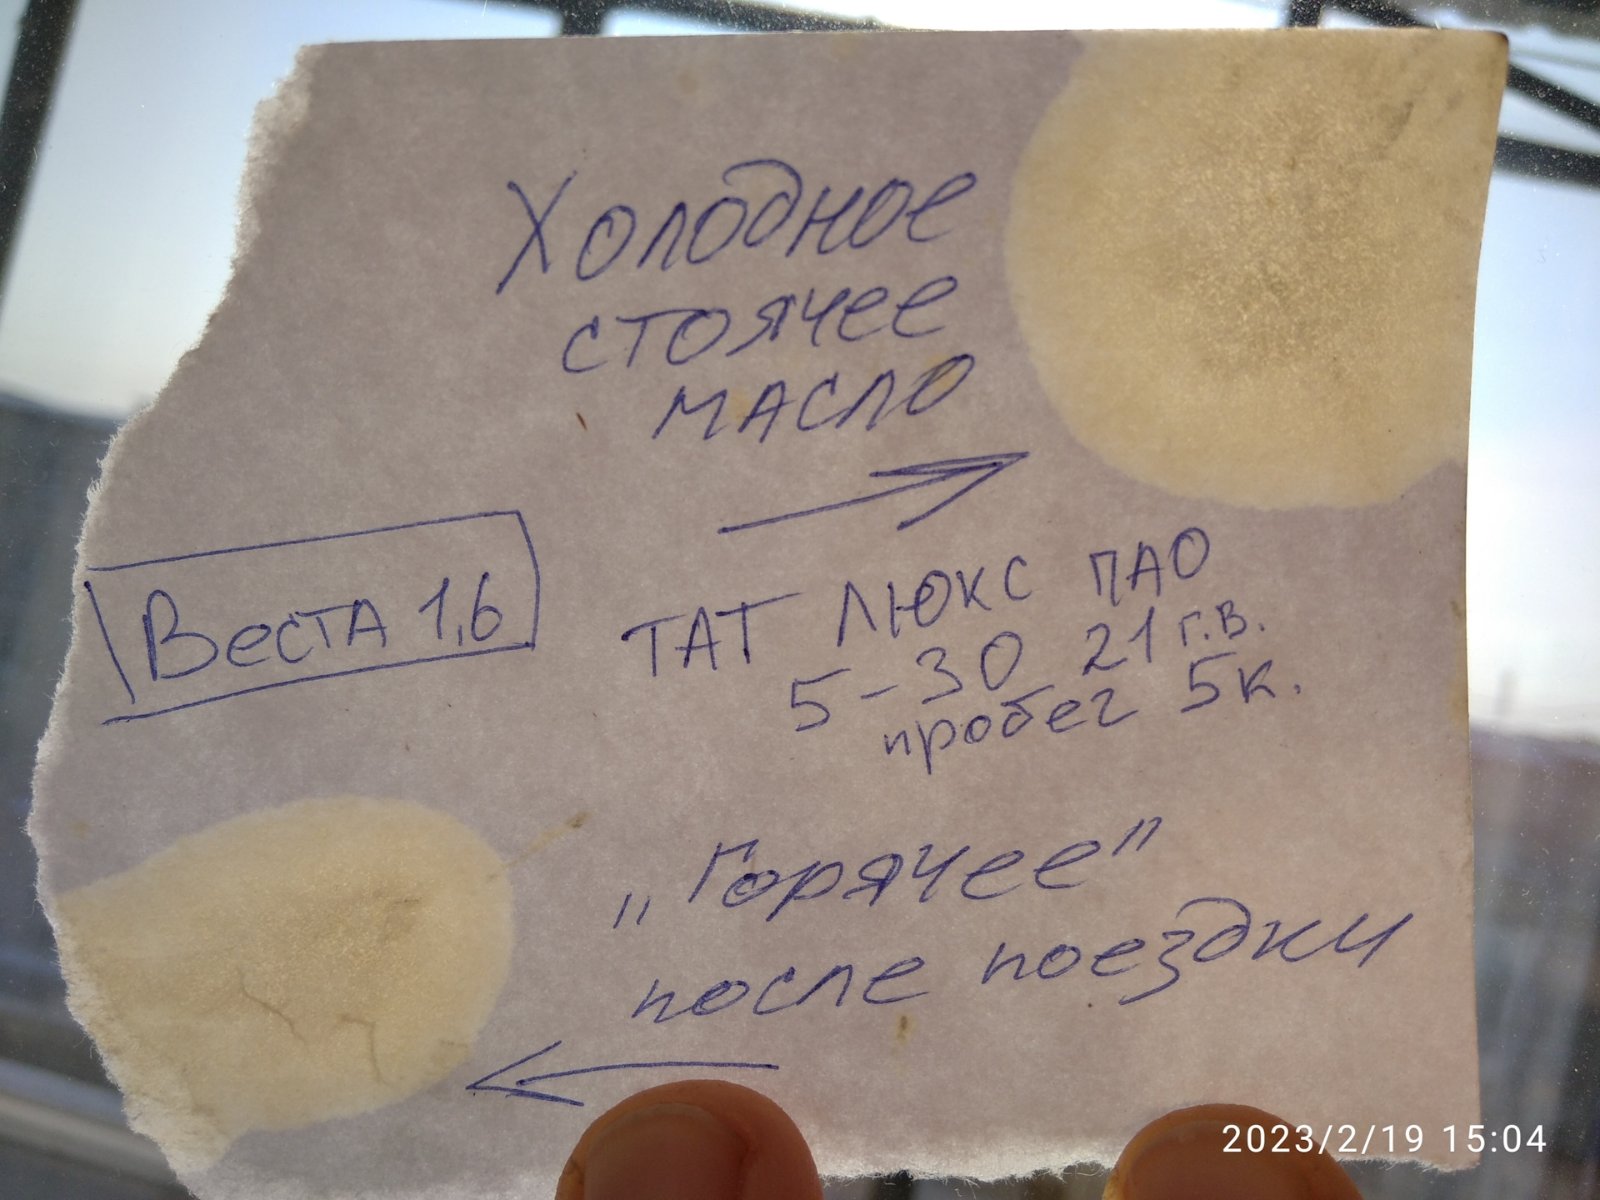 Холодное
стоячее
масло
Веста 1,6
ТАТ ЛЮКС ПАО
5-30 21 г.в.
пробег 5к.
„Горячее"
после поездки
2023/2/19 15:04